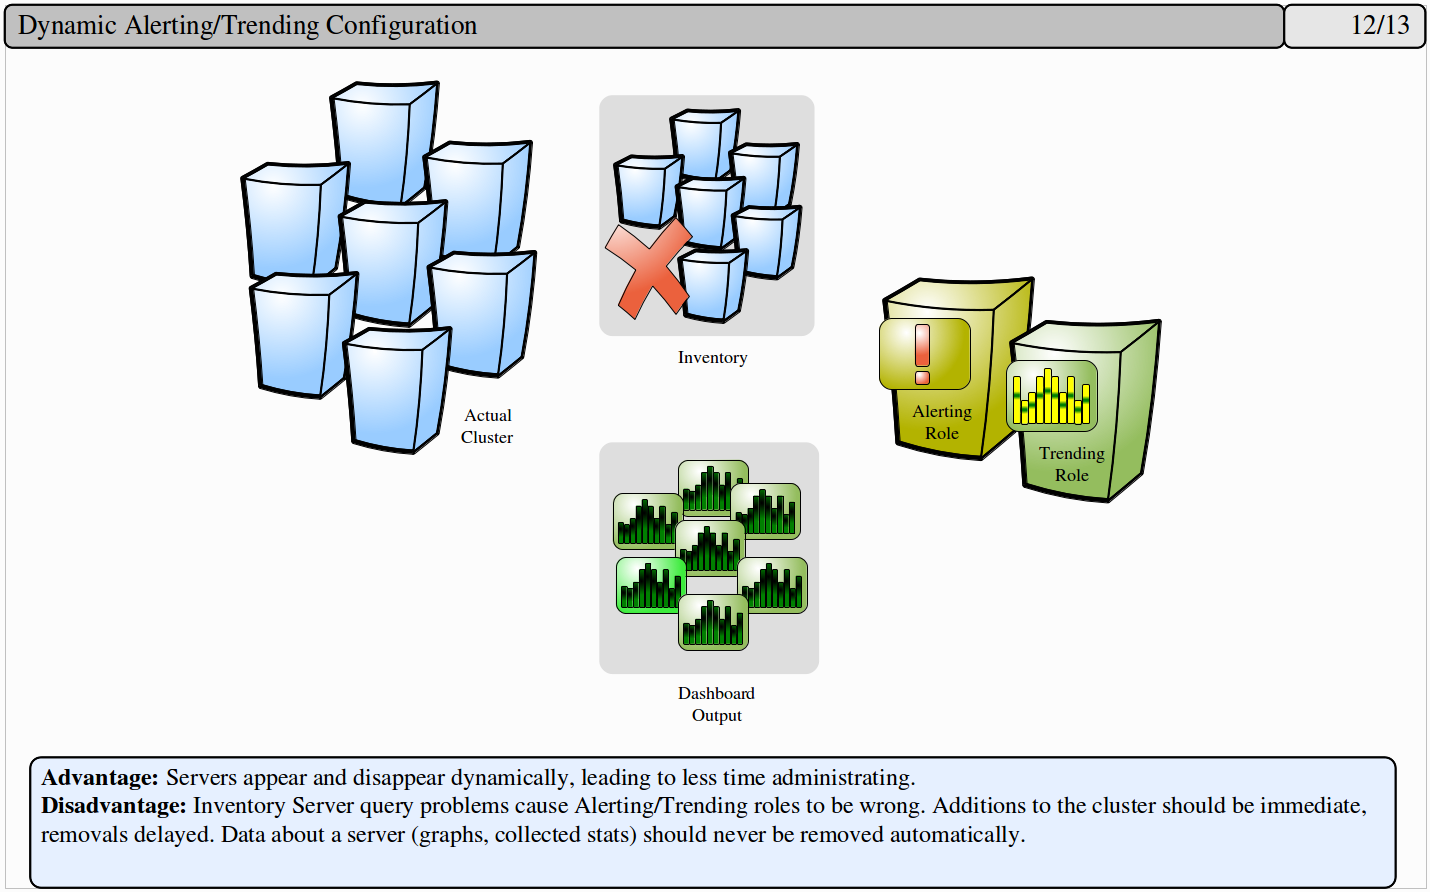 Dynamic Alerting/Trending Configuration
12/13
Inventory
Actual
Cluster
Alerting
Role
Trending
Role
Dashboard
Output
Advantage: Servers appear and disappear dynamically, leading to less time administrating.
Disadvantage: Inventory Server query problems cause Alerting/Trending roles to be wrong. Additions to the cluster should be immediate,
removals delayed. Data about a server (graphs, collected stats) should never be removed automatically.